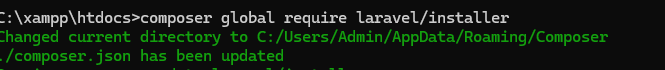 C:\xampp\htdocs>composer global require laravel/installer
Changed current directory to C:/Users/Admin/AppData/Roaming/Composer
./composer.json has been updated